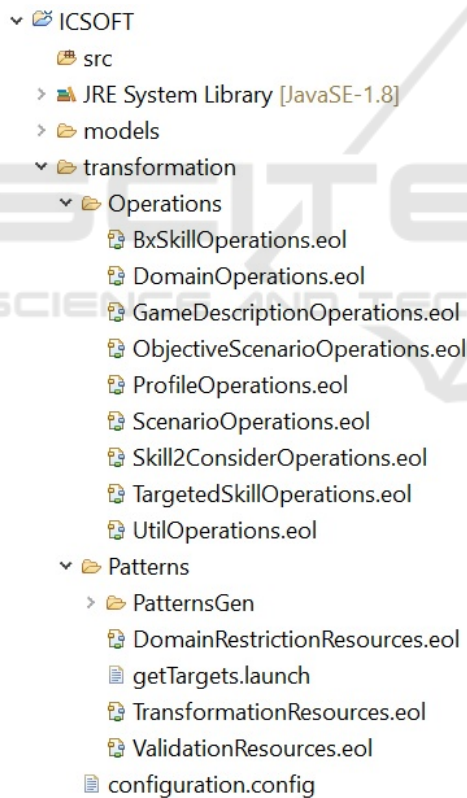 ICSOFT
src
JRE System Library [JavaSE-1.8]
models
transformation
Operations
BxSkillOperations.eol
DomainOperations.eol
GameDescriptionOperations.eol
ObjectiveScenarioOperations.eol
ProfileOperations.eol
ScenarioOperations.eol
Skill2ConsiderOperations.eol
TargetedSkillOperations.eol
UtilOperations.eol
Patterns
PatternsGen
DomainRestrictionResources.eol
getTargets.launch
TransformationResources.eol
ValidationResources.eol
configuration.config